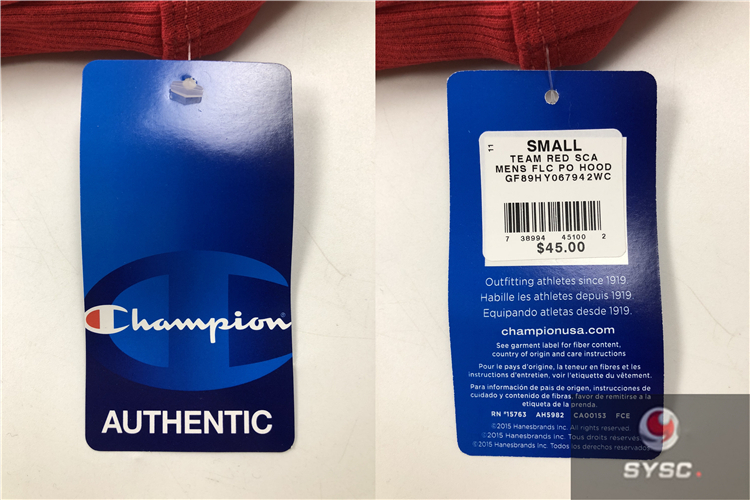 Champion
AUTHENTIC
11
SMALL
TEAM RED SCA
MENS FLC PO HOOD
GF89HY067942WC
7 38994 45100 2
$45.00
Outfitting athletes since 1919.
Habille les athletes depuis 1919.
Equipando atletas desde 1919.
championusa.com
See garment label for fiber content,
country of origin and care instructions
Pour le pays d'origine, la teneur en fibres et les
instructions d'entretien, voir l'etiquette du vêtement.
Para información de pais de origen, instrucciones de
cuidado y contenido de fibras, favor de remitirse a la
etiqueta de la prenda.
RN #15763 AH5982 CA00153 FCE
©2015 Hanesbrands Inc. All rights reserved.
©2015 Hanesbrands Inc. Tous droits réservés
©2015 Hanesbrands Inc. Todos los derechos reservados
SYSC.